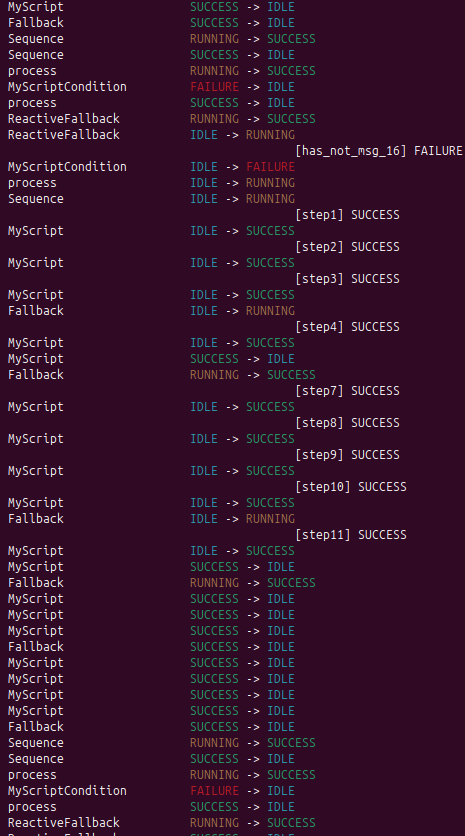 MyScript SUCCESS -> IDLE
Fallback SUCCESS -> IDLE
Sequence RUNNING -> SUCCESS
Sequence SUCCESS -> IDLE
process RUNNING -> SUCCESS
MyScriptCondition FAILURE -> IDLE
process SUCCESS -> IDLE
ReactiveFallback RUNNING -> SUCCESS
ReactiveFallback IDLE -> RUNNING
[has_not_msg_16] FAILURE
MyScriptCondition IDLE -> FAILURE
process IDLE -> RUNNING
Sequence IDLE -> RUNNING
[step1] SUCCESS
MyScript IDLE -> SUCCESS
[step2] SUCCESS
MyScript IDLE -> SUCCESS
[step3] SUCCESS
MyScript IDLE -> SUCCESS
Fallback IDLE -> RUNNING
[step4] SUCCESS
MyScript IDLE -> SUCCESS
MyScript SUCCESS -> IDLE
Fallback RUNNING -> SUCCESS
[step7] SUCCESS
MyScript IDLE -> SUCCESS
[step8] SUCCESS
MyScript IDLE -> SUCCESS
[step9] SUCCESS
MyScript IDLE -> SUCCESS
[step10] SUCCESS
MyScript IDLE -> SUCCESS
Fallback IDLE -> RUNNING
[step11] SUCCESS
MyScript IDLE -> SUCCESS
MyScript SUCCESS -> IDLE
Fallback RUNNING -> SUCCESS
MyScript SUCCESS -> IDLE
MyScript SUCCESS -> IDLE
MyScript SUCCESS -> IDLE
Fallback SUCCESS -> IDLE
MyScript SUCCESS -> IDLE
MyScript SUCCESS -> IDLE
MyScript SUCCESS -> IDLE
MyScript SUCCESS -> IDLE
Fallback SUCCESS -> IDLE
Sequence RUNNING -> SUCCESS
Sequence SUCCESS -> IDLE
process RUNNING -> SUCCESS
MyScriptCondition FAILURE -> IDLE
process SUCCESS -> IDLE
ReactiveFallback RUNNING -> SUCCESS
ReactiveFallback SUCCESS -> IDLE